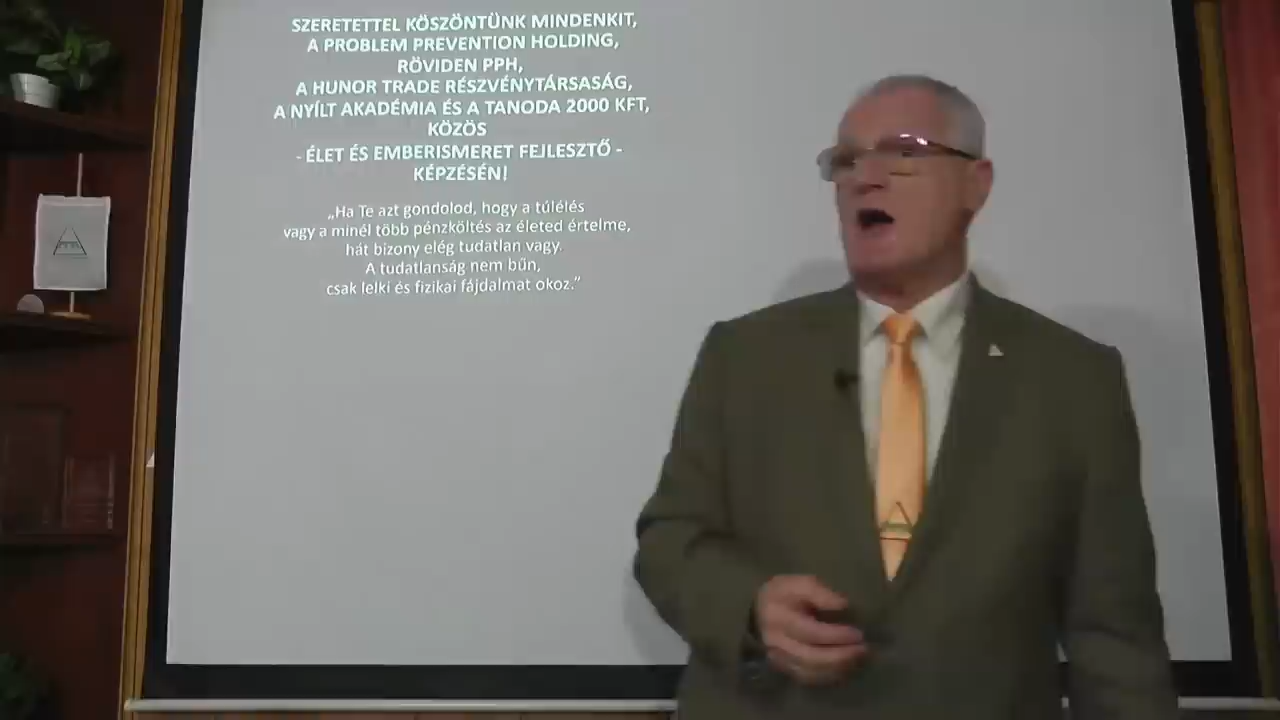 SZERETETTEL KÖSZÖNTÜNK MINDENKIT,
A PROBLEM PREVENTION HOLDING,
RÖVIDEN PPH,
A HUNOR TRADE RÉSZVÉNYTÁRSASÁG,
A NYÍLT AKADÉMIA ÉS A TANODA 2000 KFT,
KÖZÖS
- ÉLET ÉS EMBERISMERET FEJLESZTŐ -
KÉPZÉSÉN!
„Ha Te azt gondolod, hogy a túlélés
vagy a minél több pénzköltés az életed értelme,
hát bizony elég tudatlan vagy.
A tudatlanság nem bűn,
csak lelki és fizikai fájdalmat okoz.”